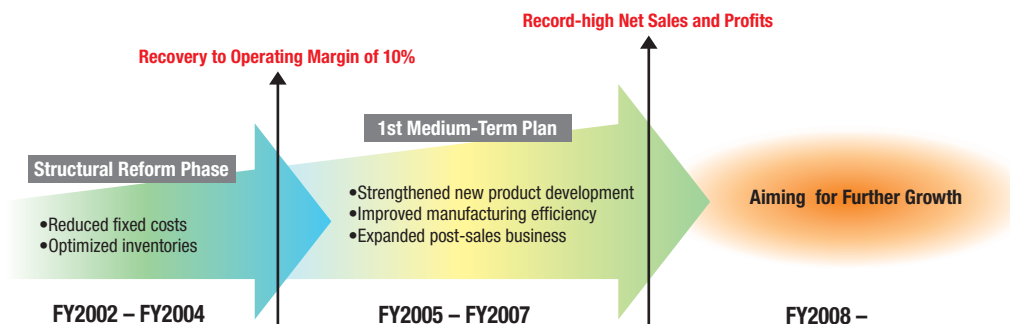 Record-high Net Sales and Profits
Recovery to Operating Margin of 10%
1st Medium-Term Plan
Structural Reform Phase
•Strengthened new product development
•Improved manufacturing efficiency
•Expanded post-sales business
•Reduced fixed costs
•Optimized inventories
Aiming for Further Growth
FY2002 – FY2004
FY2005 – FY2007
FY2008 –